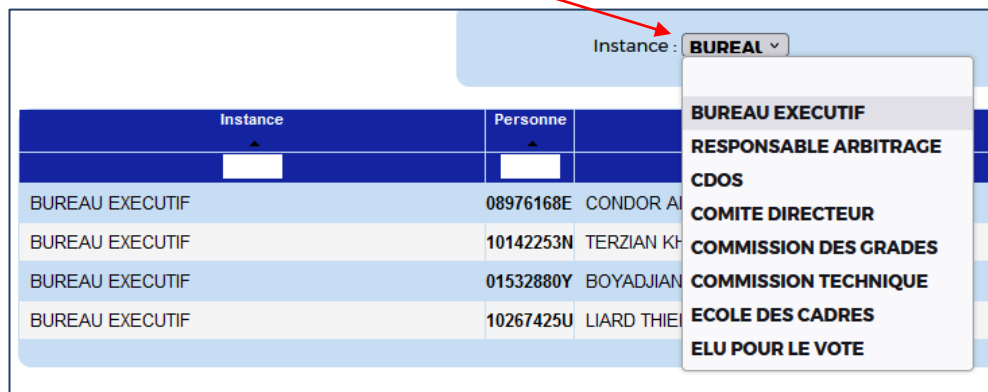 Instance : BUREAU
BUREAU EXECUTIF
RESPONSABLE ARBITRAGE
CDOS
COMITE DIRECTEUR
COMMISSION DES GRADES
COMMISSION TECHNIQUE
ECOLE DES CADRES
ELU POUR LE VOTE
Instance Personne
BUREAU EXECUTIF 08976168E CONDOR
BUREAU EXECUTIF 10142253N TERZIAN
BUREAU EXECUTIF 01532880Y BOYADJIAN
BUREAU EXECUTIF 10267425U LIARD